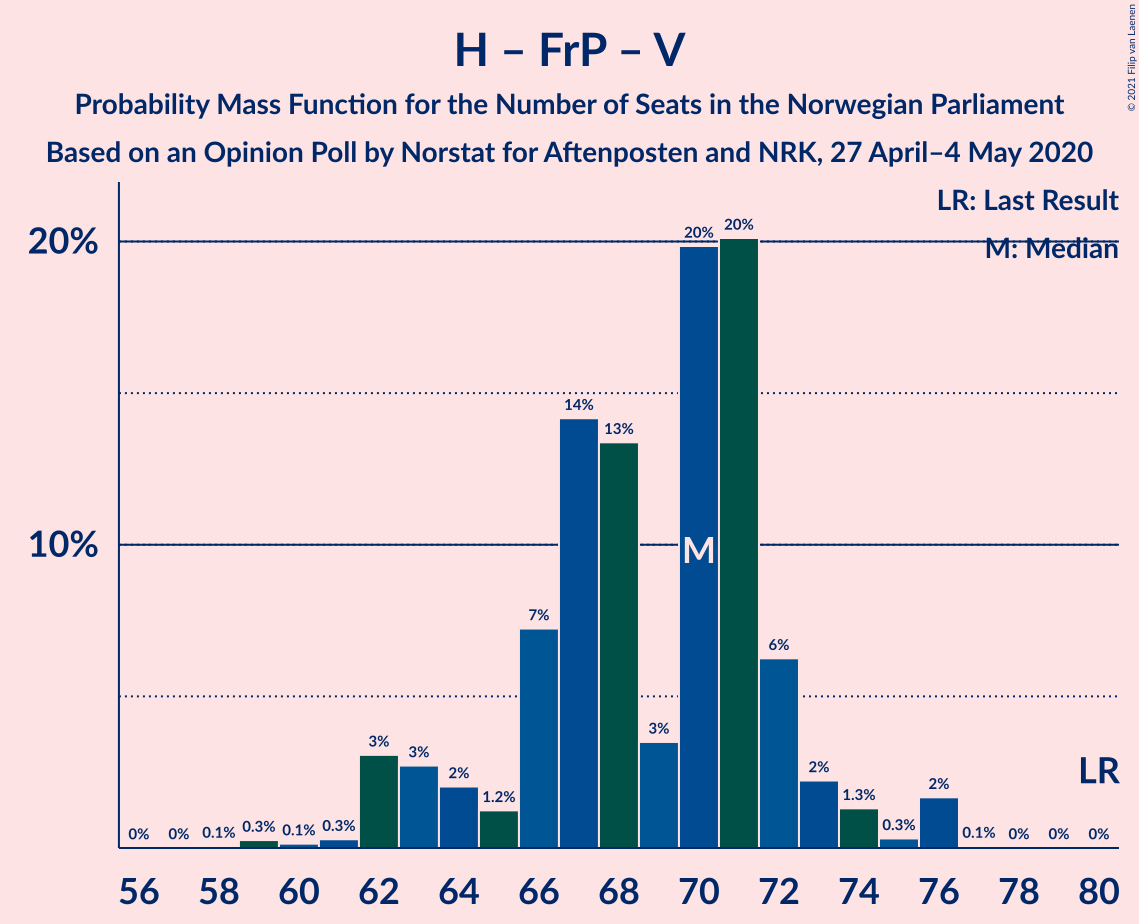 H – FrP – V
Probability Mass Function for the Number of Seats in the Norwegian Parliament
Based on an Opinion Poll by Norstat for Aftenposten and NRK, 27 April–4 May 2020
© 2021 Filip van Laenen
LR: Last Result
M: Median
20%
10%
0% 0% 0.1% 0.3% 0.1% 0.3% 3% 3% 2% 1.2% 7% 14% 13% 3% 20% 20% 6% 2% 1.3% 0.3% 2% 0.1% 0% 0% 0%
M
LR
56 58 60 62 64 66 68 70 72 74 76 78 80